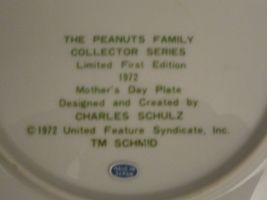 THE PEANUTS FAMILY
COLLECTOR SERIES
Limited First Edition
1972
Mother's Day Plate
Designed and Created by
CHARLES SCHULZ
©1972 United Feature Syndicate, Inc.
TM SCHMID